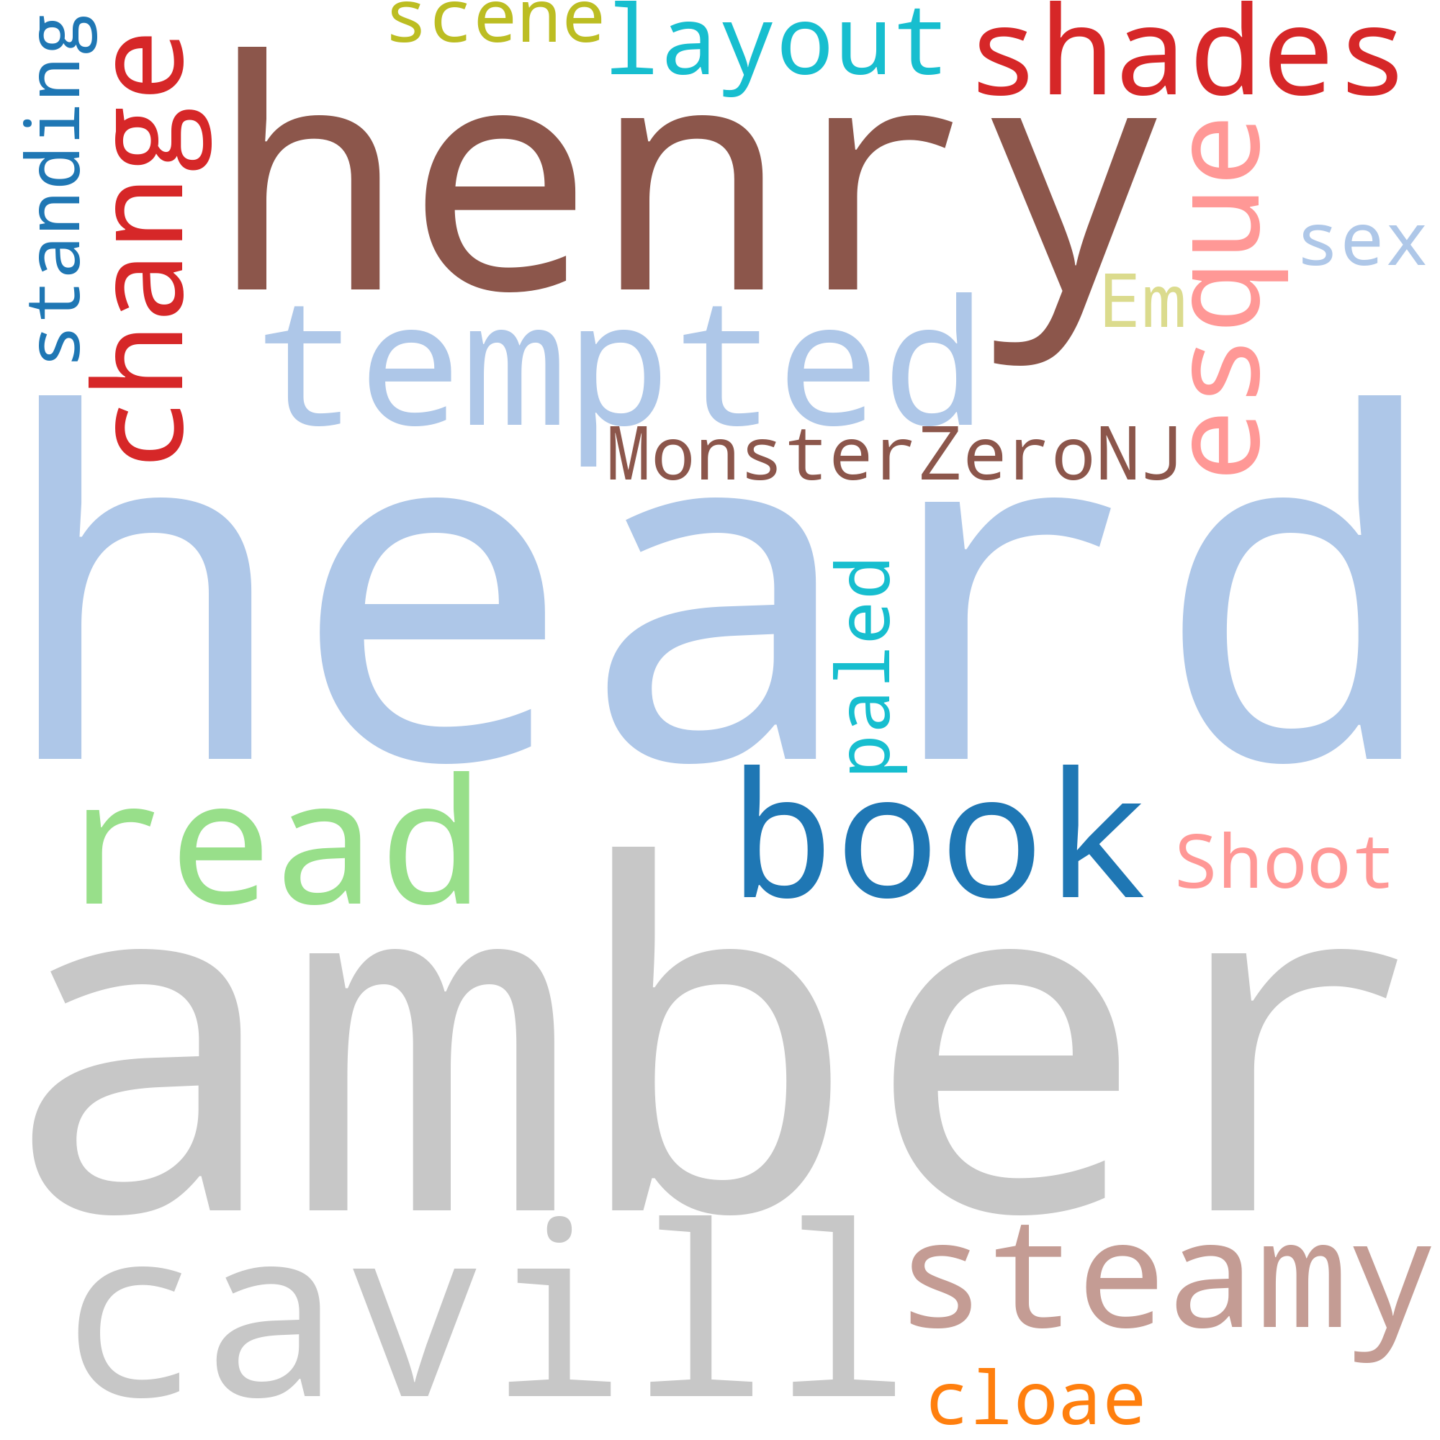 scene
layout
shades
standing
change
henry
esque
sex
Em
tempted
MonsterZeroNJ
heard
paled
read
book
Shoot
amber
cavill
steamy
cloae